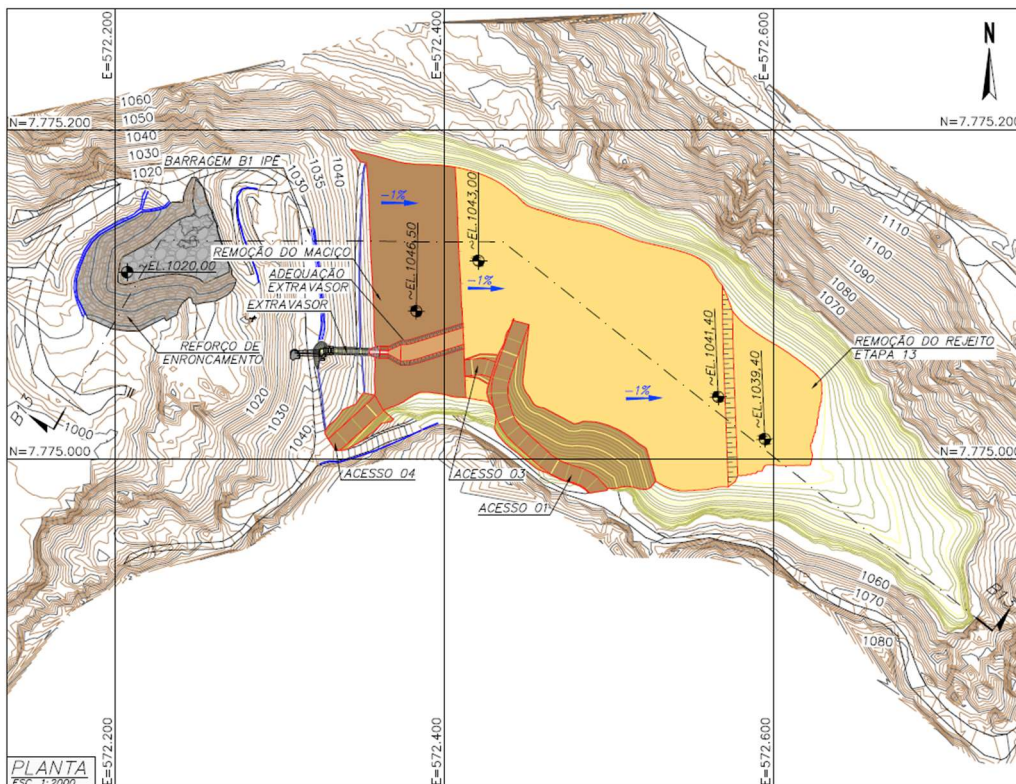 E=572.200
E=572.400
E=572.600
N
N=7.775.200
N=7.775.200
1060
1050
1040
1030
1020
BARRAGEM B1 IPÊ
1030
1035
1040
-1%
~EL.1043,00
1110
1100
1090
1080
1070
REMOÇÃO DO MACIÇO
~EL.1020,00
ADEQUAÇÃO
EXTRAVASOR
~EL.1046,50
-1%
EXTRAVASOR
REFORÇO DE
ENROCAMENTO
REMOÇÃO DO REJEITO
ETAPA 13
~EL.1041,40
~EL.1039,40
-1%
1020
1030
1040
1000
N=7.775.000
N=7.775.000
ACESSO 04
ACESSO 03
ACESSO 01
1060
1070
1080
E=572.200
E=572.400
E=572.600
PLANTA
ESC. 1:2000